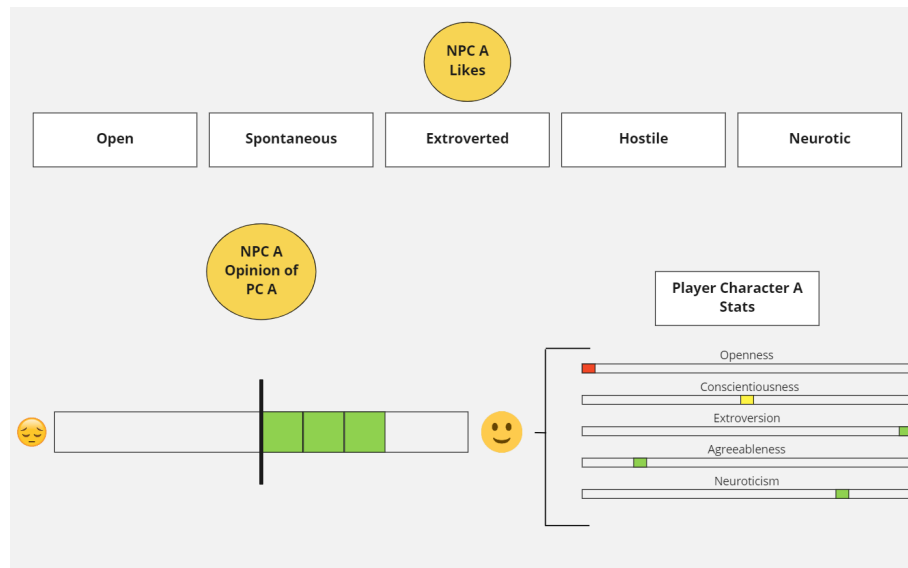 NPC A
Likes
Open
Spontaneous
Extroverted
Hostile
Neurotic
NPC A
Opinion of
PC A
Player Character A
Stats
Openness
Conscientiousness
Extroversion
Agreeableness
Neuroticism